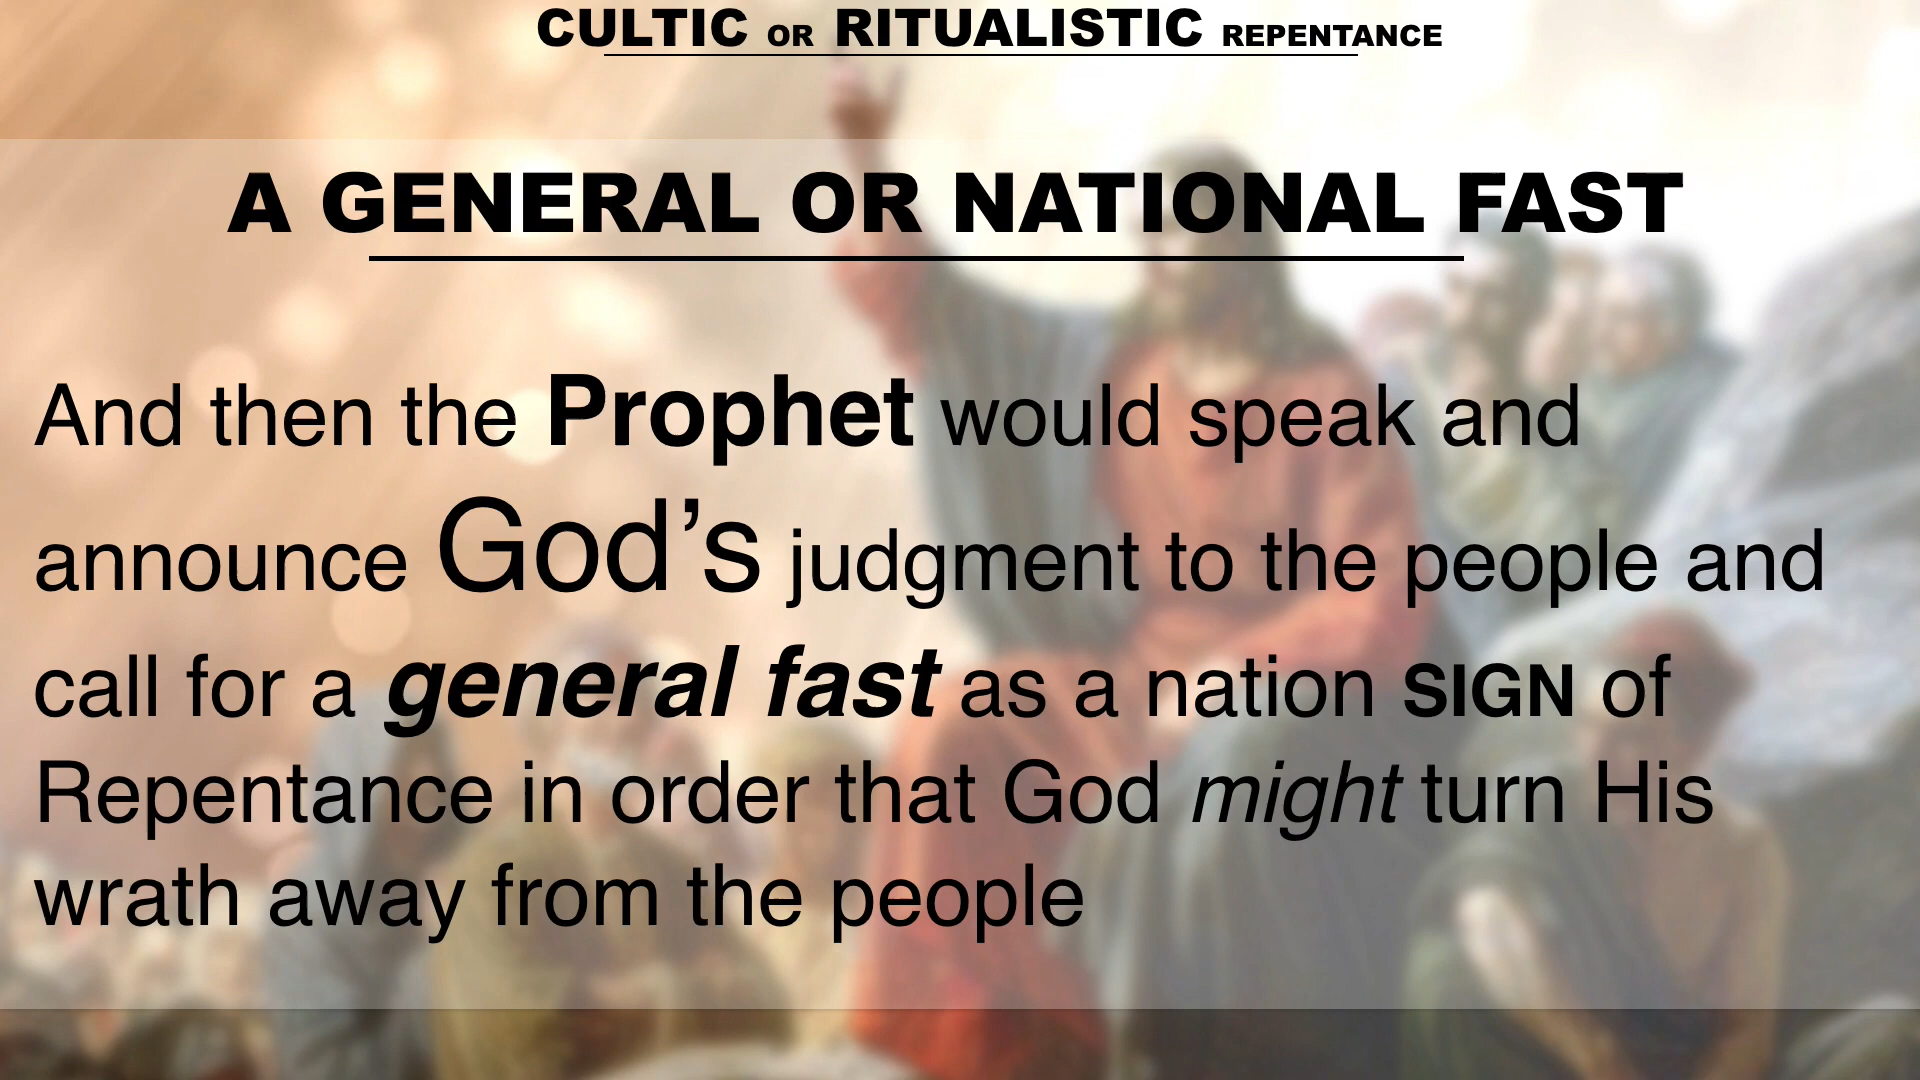 CULTIC OR RITUALISTIC REPENTANCE
A GENERAL OR NATIONAL FAST
And then the Prophet would speak and
announce God’s judgment to the people and
call for a general fast as a nation SIGN of
Repentance in order that God might turn His
wrath away from the people